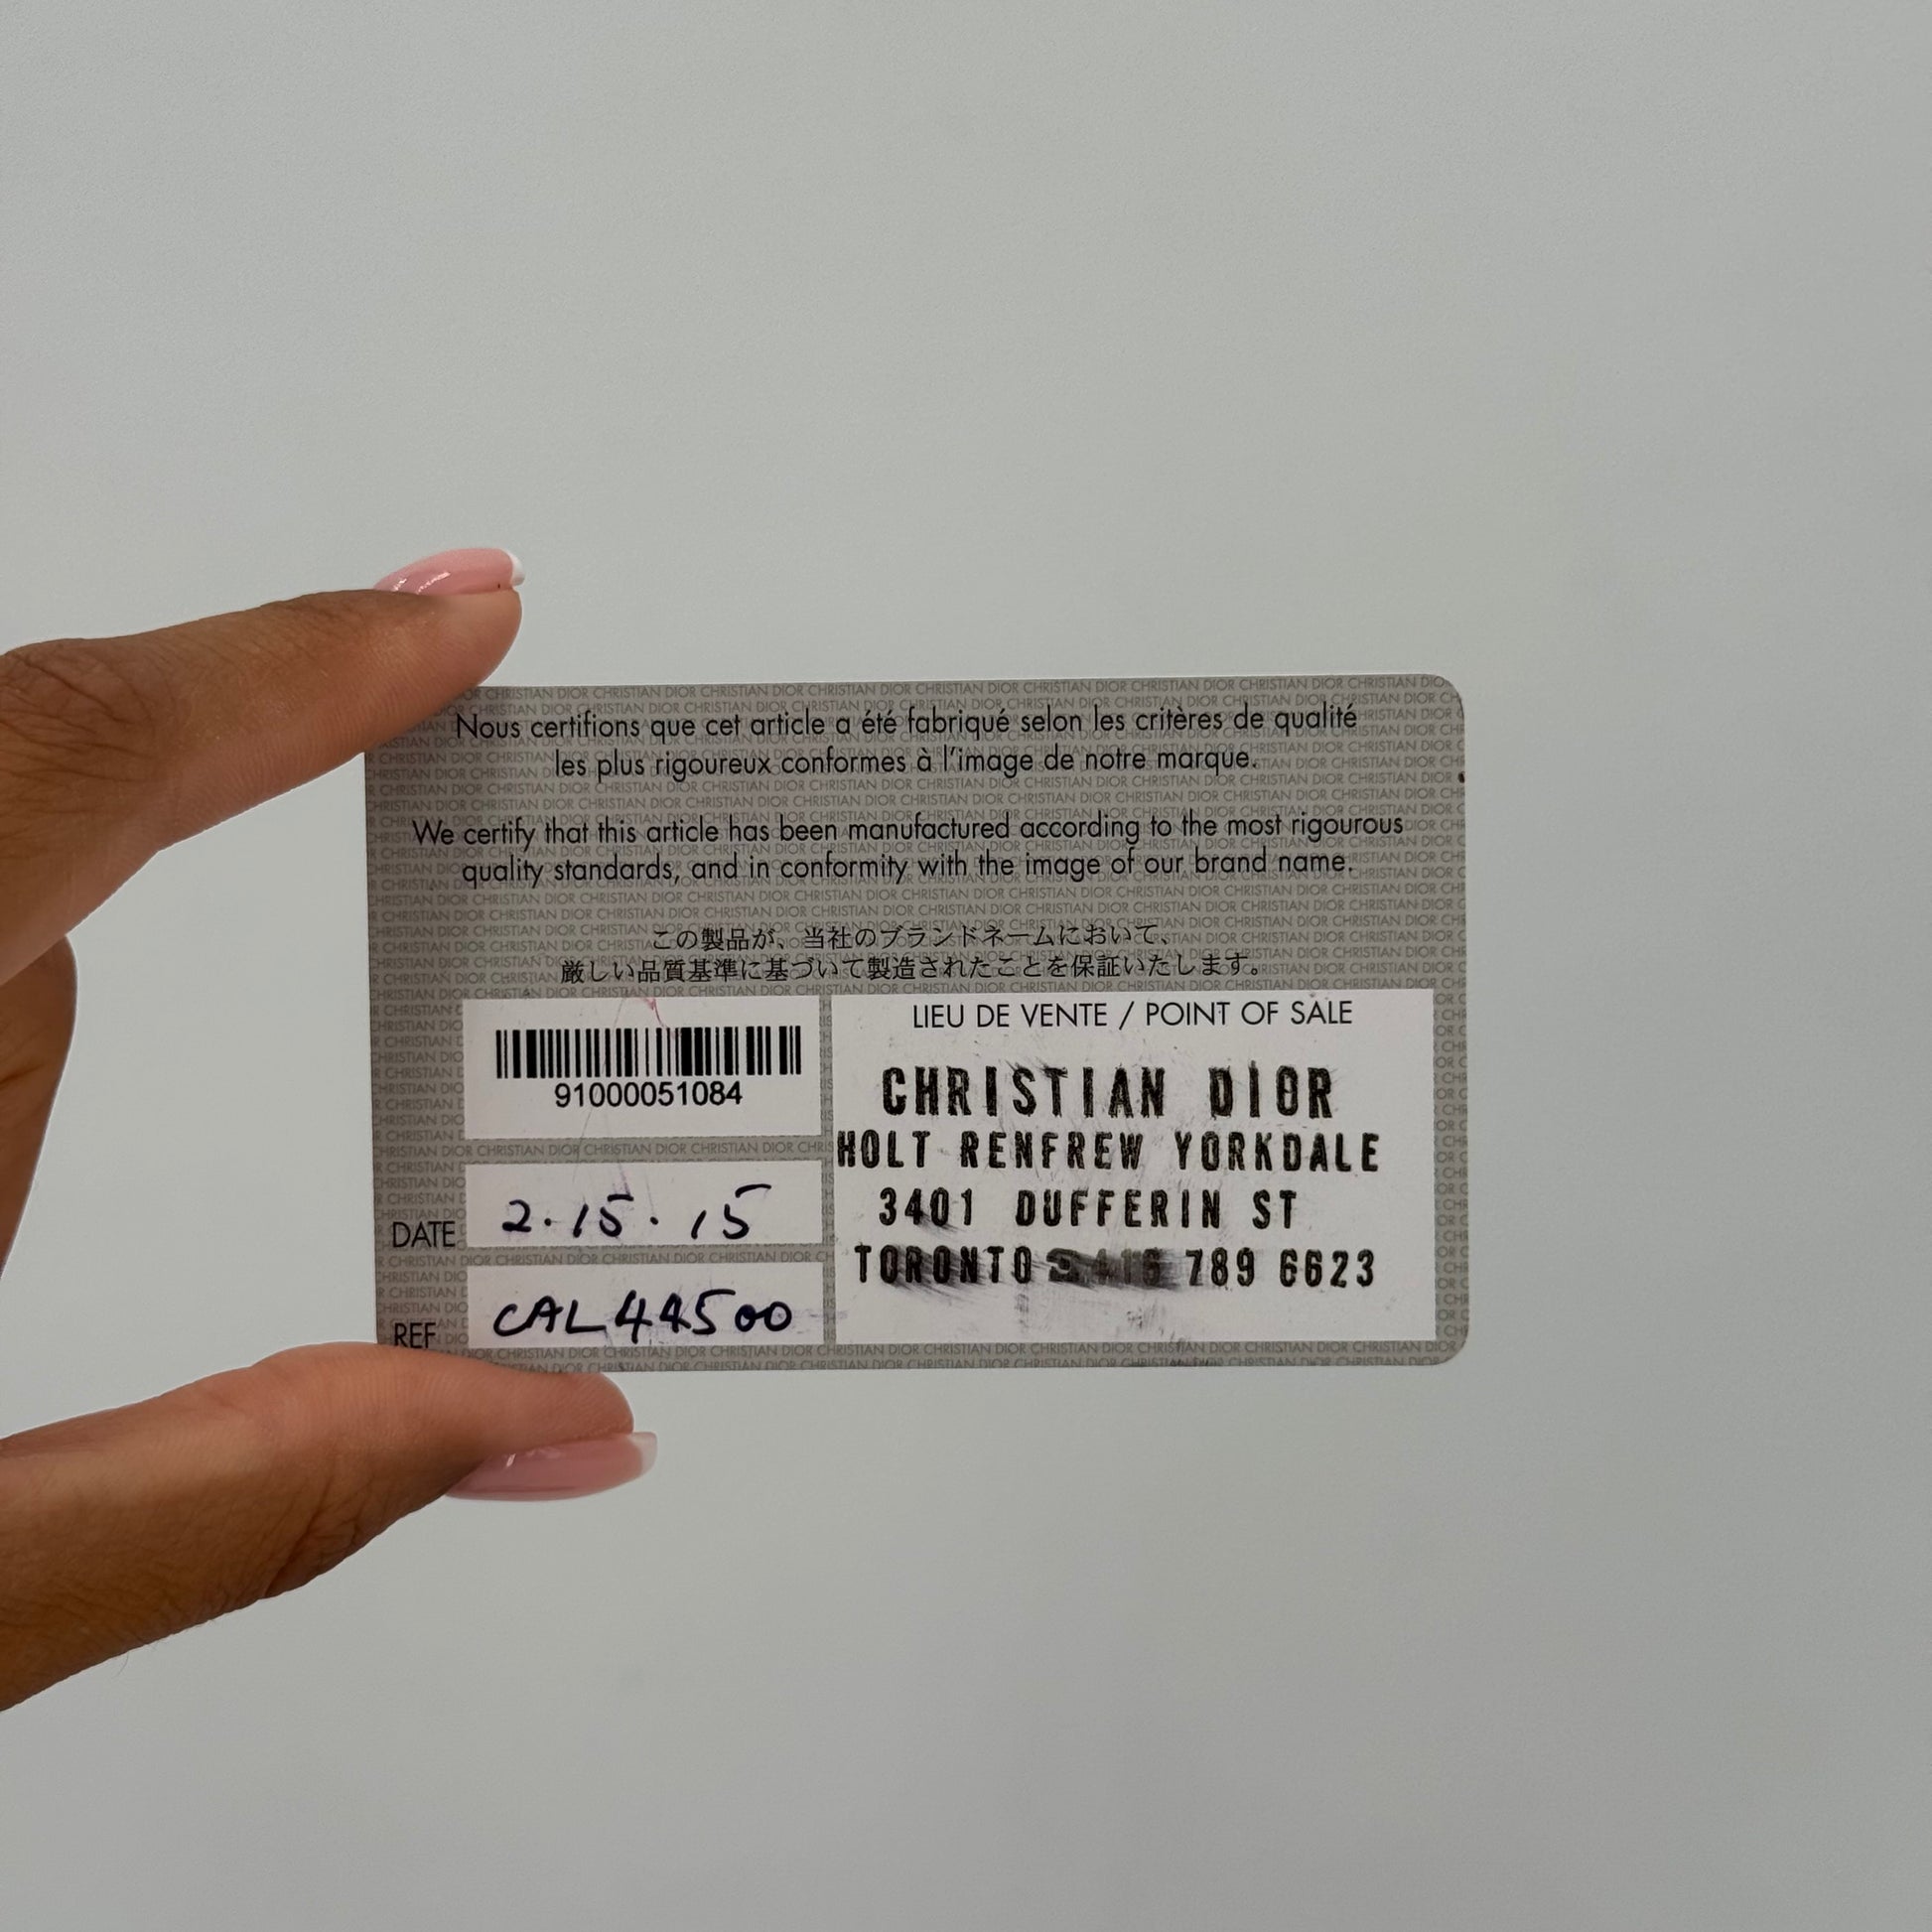 Nous certifions que cet article a été fabriqué selon les critères de qualité
les plus rigoureux conformes à l'image de notre marque.
We certify that this article has been manufactured according to the most rigourous
quality standards, and in conformity with the image of our brand name.
この製品が、当社のブランドネームにおいて、
厳しい品質基準に基づいて製造されたことを保証いたします。
91000051084
DATE 2.15.15
REF CAL44500
LIEU DE VENTE / POINT OF SALE
CHRISTIAN DIOR
HOLT RENFREW YORKDALE
3401 DUFFERIN ST
TORONTO ☎416 789 6623